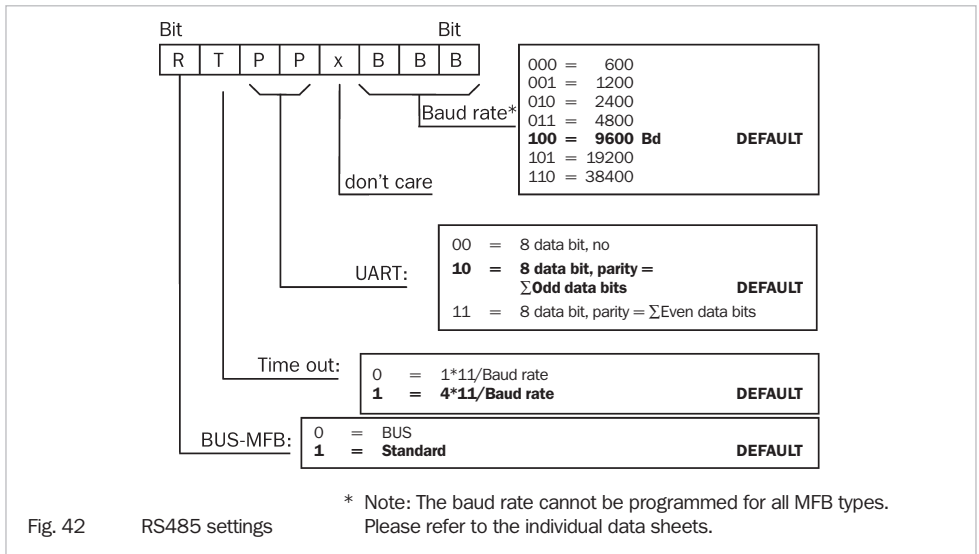 Bit Bit
R T P P x B B B
000 = 600
001 = 1200
010 = 2400
011 = 4800
100 = 9600 Bd DEFAULT
101 = 19200
110 = 38400
Baud rate*
don't care
UART:
00 = 8 data bit, no
10 = 8 data bit, parity =
∑Odd data bits DEFAULT
11 = 8 data bit, parity = ∑Even data bits
Time out:
0 = 1*11/Baud rate
1 = 4*11/Baud rate DEFAULT
BUS-MFB:
0 = BUS
1 = Standard DEFAULT
* Note: The baud rate cannot be programmed for all MFB types.
Please refer to the individual data sheets.
Fig. 42 RS485 settings